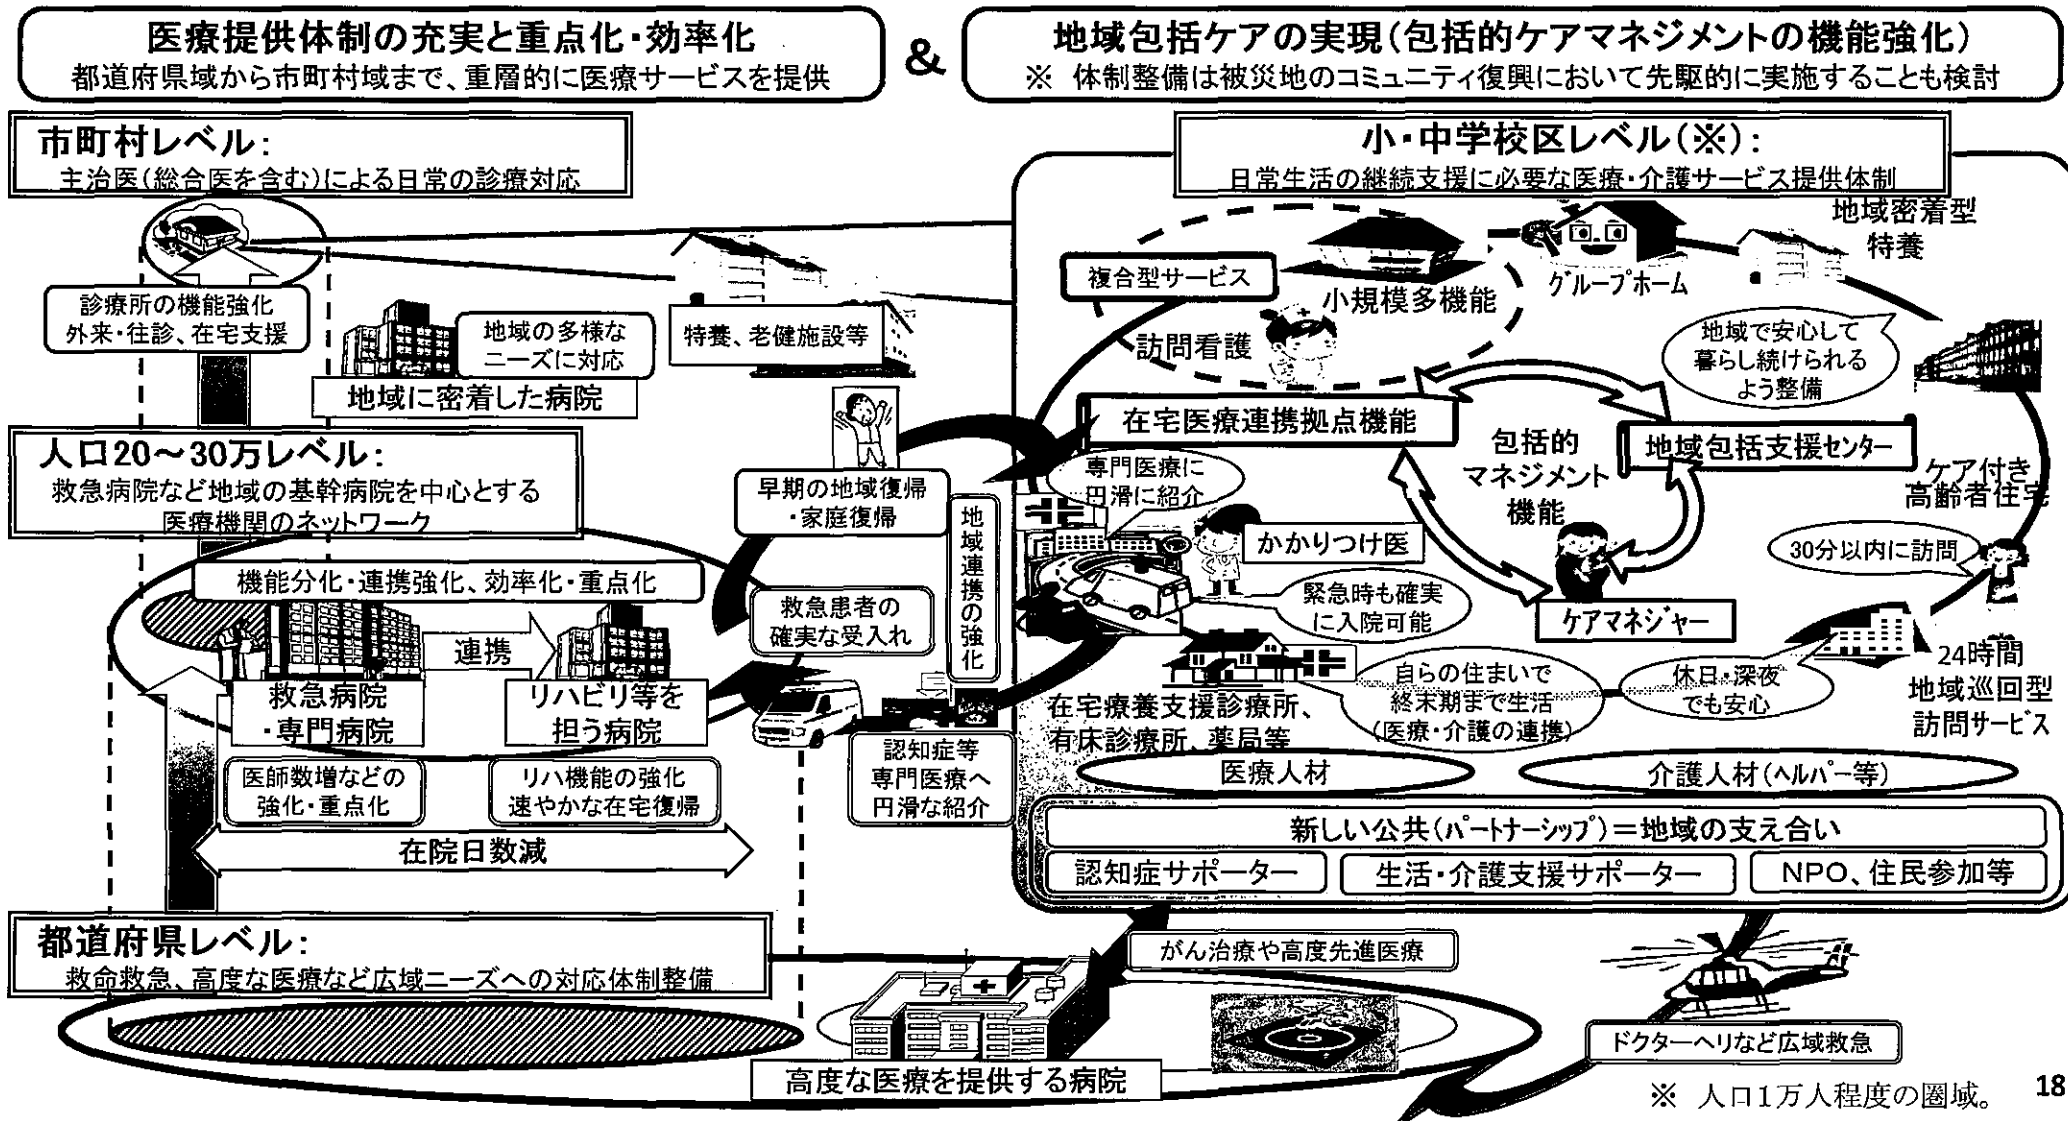 医療提供体制の充実と重点化・効率化
都道府県域から市町村域まで、重層的に医療サービスを提供
&
地域包括ケアの実現(包括的ケアマネジメントの機能強化)
※ 体制整備は被災地のコミュニティ復興において先駆的に実施することも検討
市町村レベル:
主治医(総合医を含む)による日常の診療対応
診療所の機能強化
外来・往診、在宅支援
地域の多様な
ニーズに対応
地域に密着した病院
特養、老健施設等
人口20～30万レベル:
救急病院など地域の基幹病院を中心とする
医療機関のネットワーク
機能分化・連携強化、効率化・重点化
連携
救急病院
・専門病院
リハビリ等を
担う病院
医師数増などの
強化・重点化
リハ機能の強化
速やかな在宅復帰
在院日数減
早期の地域復帰
・家庭復帰
地域連携の強化
救急患者の
確実な受入れ
認知症等
専門医療へ
円滑な紹介
都道府県レベル:
救命救急、高度な医療など広域ニーズへの対応体制整備
高度な医療を提供する病院
がん治療や高度先進医療
ドクターヘリなど広域救急
小・中学校区レベル(※):
日常生活の継続支援に必要な医療・介護サービス提供体制
複合型サービス
小規模多機能
訪問看護
グループホーム
地域密着型
特養
地域で安心して
暮らし続けられる
よう整備
在宅医療連携拠点機能
包括的
マネジメント
機能
地域包括支援センター
ケア付き
高齢者住宅
専門医療に
円滑に紹介
かかりつけ医
緊急時も確実
に入院可能
ケアマネジャー
30分以内に訪問
24時間
地域巡回型
訪問サービス
休日・深夜
でも安心
自らの住まいで
終末期まで生活
(医療・介護の連携)
在宅療養支援診療所、
有床診療所、薬局等
医療人材
介護人材(ヘルパー等)
新しい公共(パートナーシップ)＝地域の支え合い
認知症サポーター
生活・介護支援サポーター
NPO、住民参加等
※ 人口1万人程度の圏域。
18